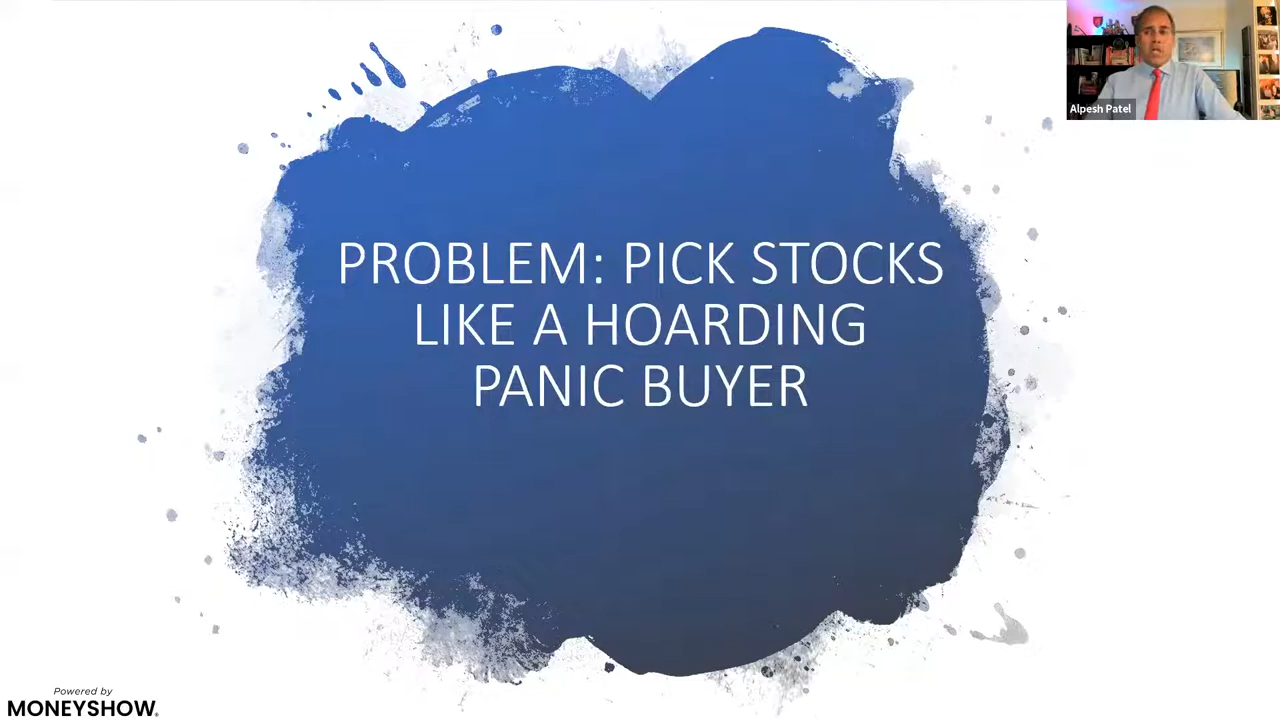 Alpesh Patel
PROBLEM: PICK STOCKS
LIKE A HOARDING
PANIC BUYER
Powered by
MONEYSHOW®